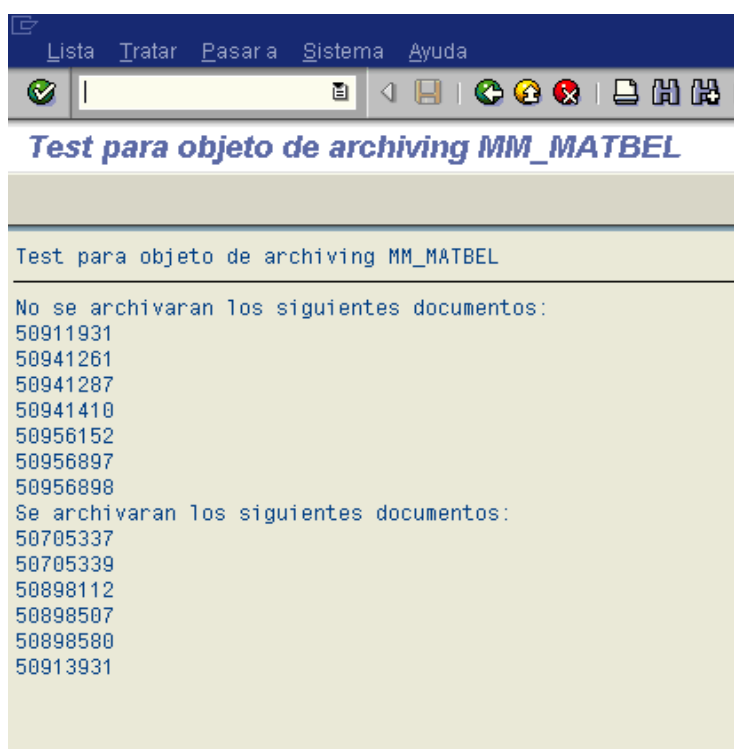 Lista Tratar Pasar a Sistema Ayuda
Test para objeto de archiving MM_MATBEL
Test para objeto de archiving MM_MATBEL
No se archivaran los siguientes documentos:
50911931
50941261
50941287
50941410
50956152
50956897
50956898
Se archivaran los siguientes documentos:
50705337
50705339
50898112
50898507
50898580
50913931